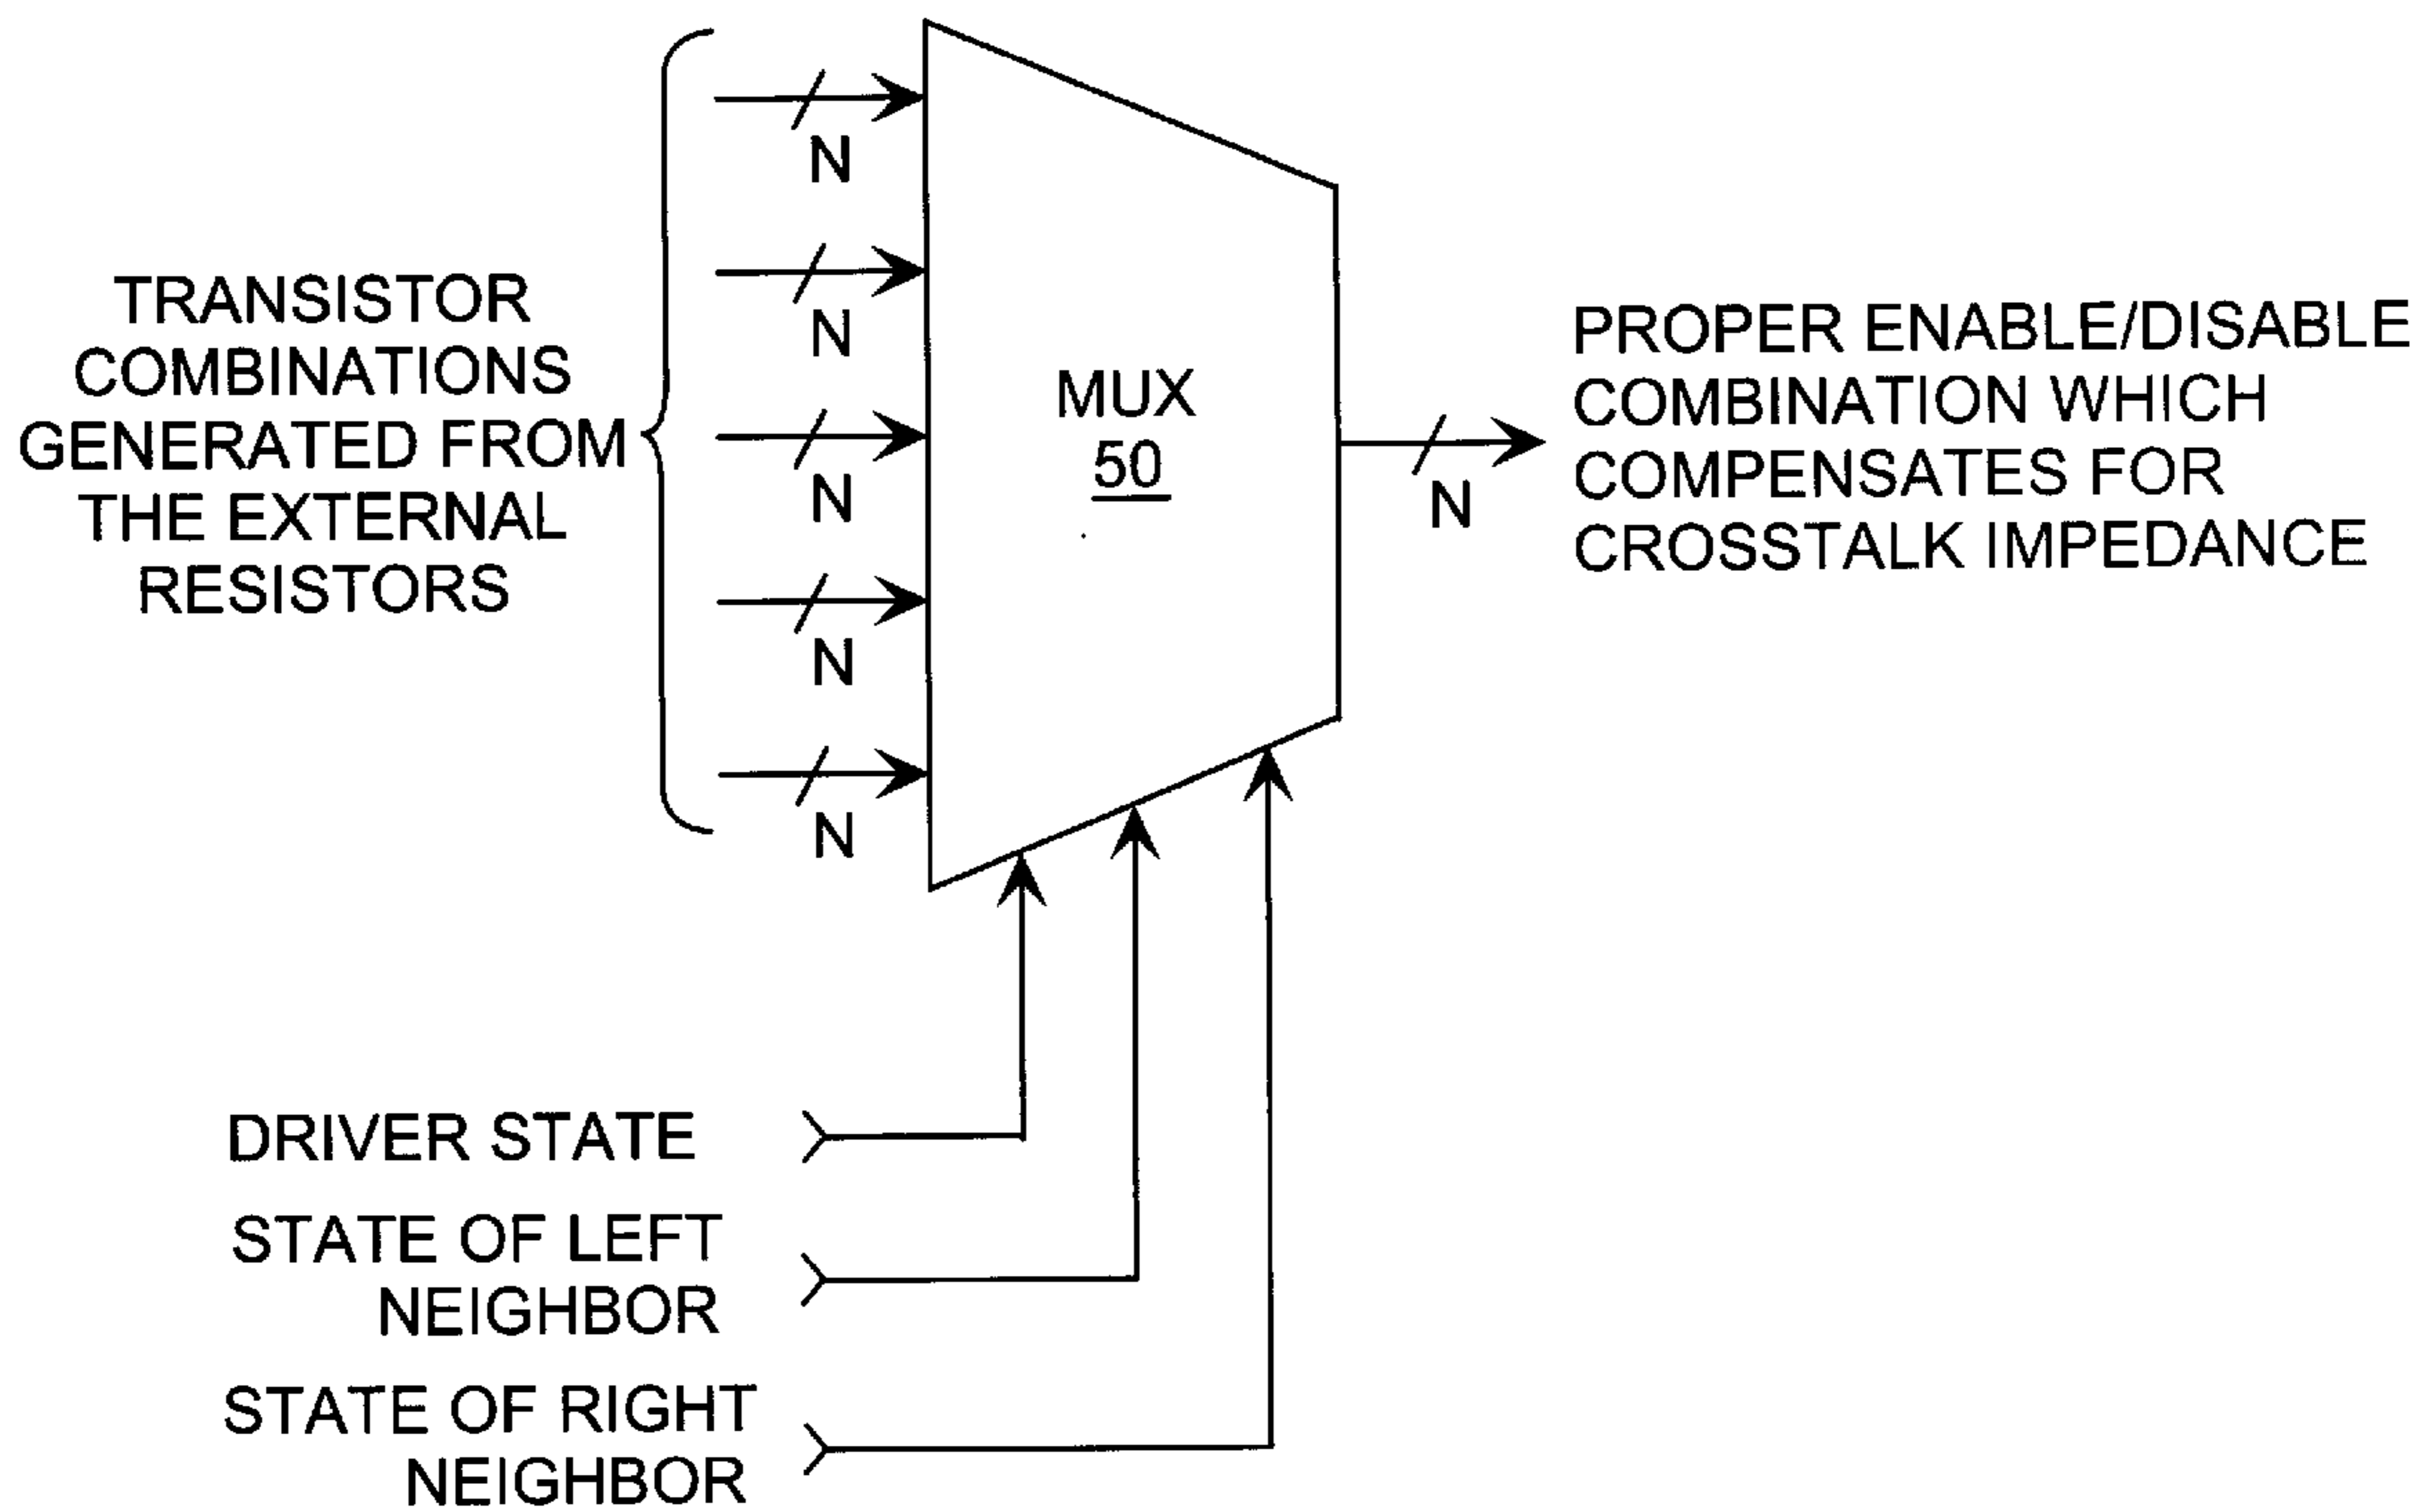 N
N
N
N
N
TRANSISTOR
COMBINATIONS
GENERATED FROM
THE EXTERNAL
RESISTORS
MUX
50
N
PROPER ENABLE/DISABLE
COMBINATION WHICH
COMPENSATES FOR
CROSSTALK IMPEDANCE
DRIVER STATE
STATE OF LEFT
NEIGHBOR
STATE OF RIGHT
NEIGHBOR